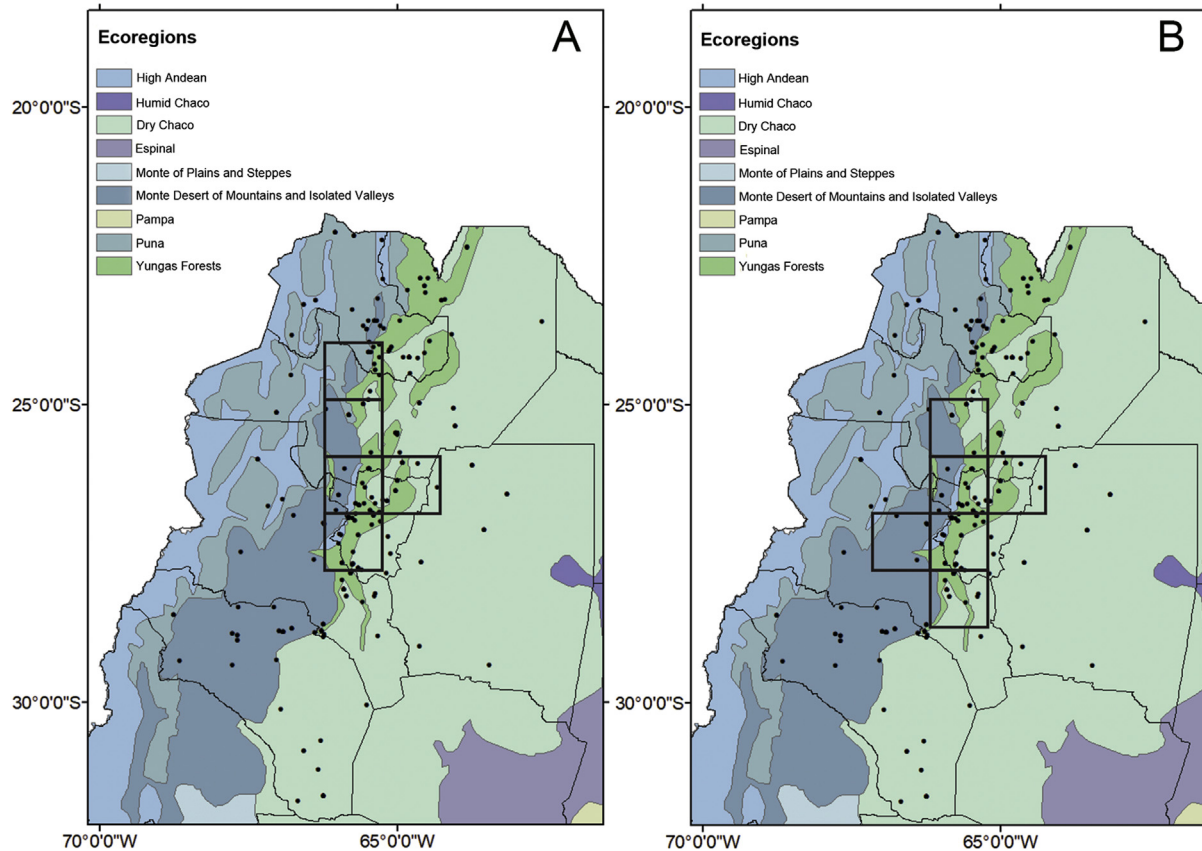 Ecoregions
A
High Andean
Humid Chaco
Dry Chaco
Espinal
Monte of Plains and Steppes
Monte Desert of Mountains and Isolated Valleys
Pampa
Puna
Yungas Forests
20°0'0"S
25°0'0"S
30°0'0"S
70°0'0"W
65°0'0"W
Ecoregions
B
High Andean
Humid Chaco
Dry Chaco
Espinal
Monte of Plains and Steppes
Monte Desert of Mountains and Isolated Valleys
Pampa
Puna
Yungas Forests
20°0'0"S
25°0'0"S
30°0'0"S
70°0'0"W
65°0'0"W